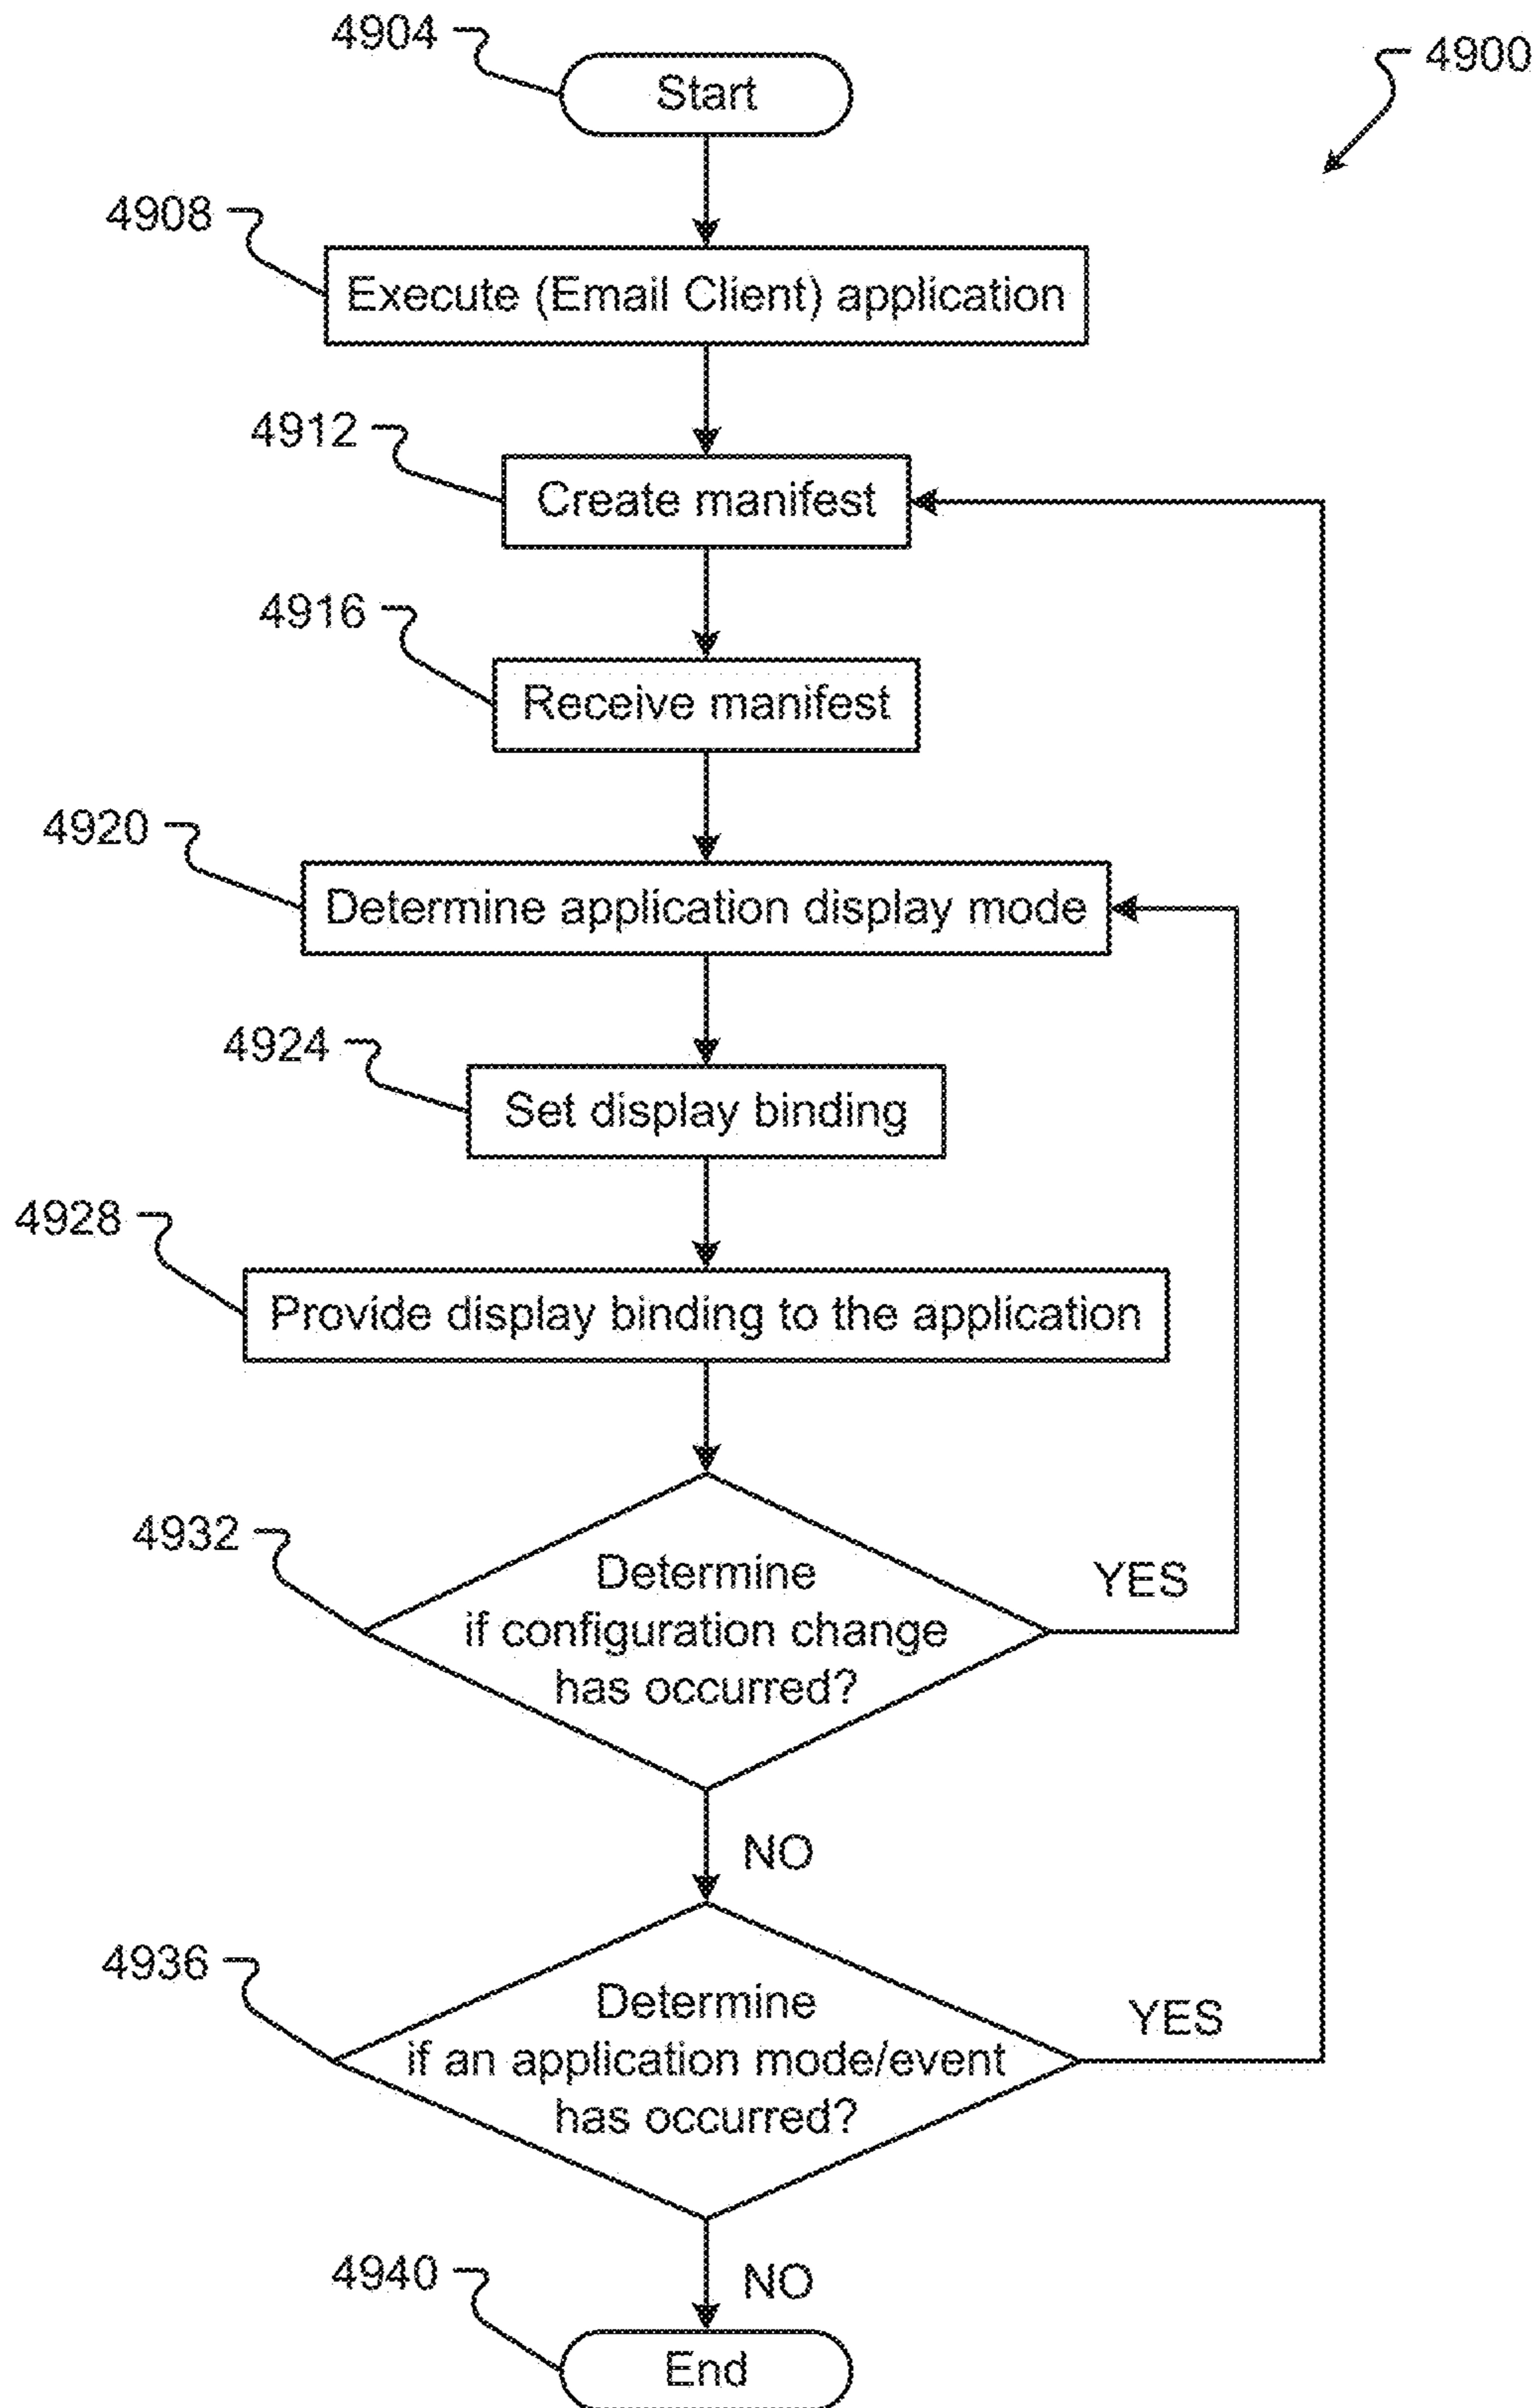 4904
Start
4900
4908
Execute (Email Client) application
4912
Create manifest
4916
Receive manifest
4920
Determine application display mode
4924
Set display binding
4928
Provide display binding to the application
4932
Determine
if configuration change
has occurred?
YES
NO
4936
Determine
if an application mode/event
has occurred?
YES
4940
NO
End